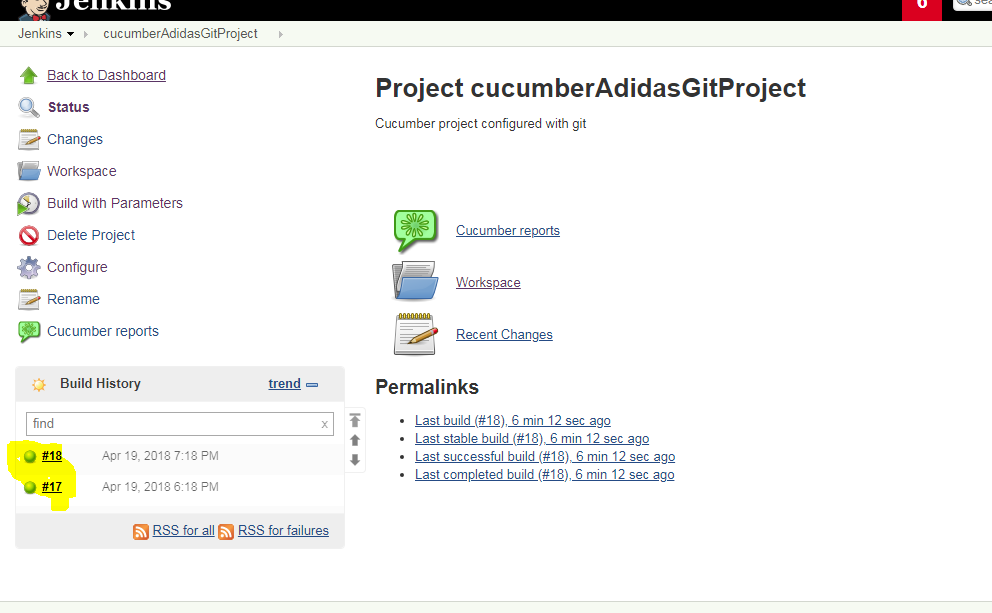 Jenkins
6
Jenkins
cucumberAdidasGitProject
Back to Dashboard
Status
Changes
Workspace
Build with Parameters
Delete Project
Configure
Rename
Cucumber reports
Build History
trend
find
x
#18
Apr 19, 2018 7:18 PM
#17
Apr 19, 2018 6:18 PM
RSS for all
RSS for failures
Project cucumberAdidasGitProject
Cucumber project configured with git
Cucumber reports
Workspace
Recent Changes
Permalinks
Last build (#18), 6 min 12 sec ago
Last stable build (#18), 6 min 12 sec ago
Last successful build (#18), 6 min 12 sec ago
Last completed build (#18), 6 min 12 sec ago